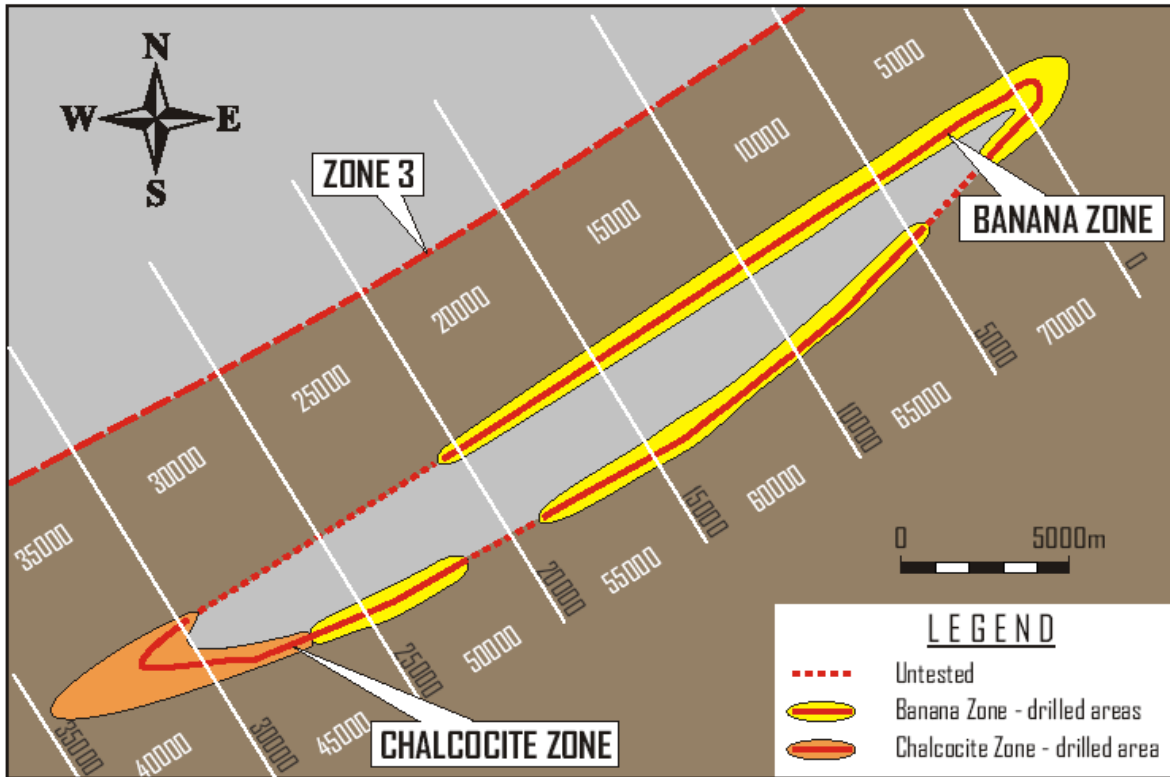 N
W E
S
ZONE 3
BANANA ZONE
CHALCOCITE ZONE
5000
10000
15000
20000
25000
30000
35000
0
5000
10000
15000
20000
25000
30000
35000
70000
65000
60000
55000
50000
45000
40000
0 5000m
LEGEND
Untested
Banana Zone - drilled areas
Chalcocite Zone - drilled area